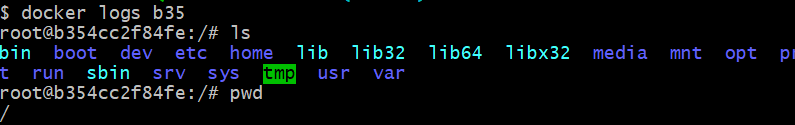 $ docker logs b35
root@b354cc2f84fe:/# ls
bin boot dev etc home lib lib32 lib64 libx32 media mnt opt
t run sbin srv sys tmp usr var
root@b354cc2f84fe:/# pwd
/